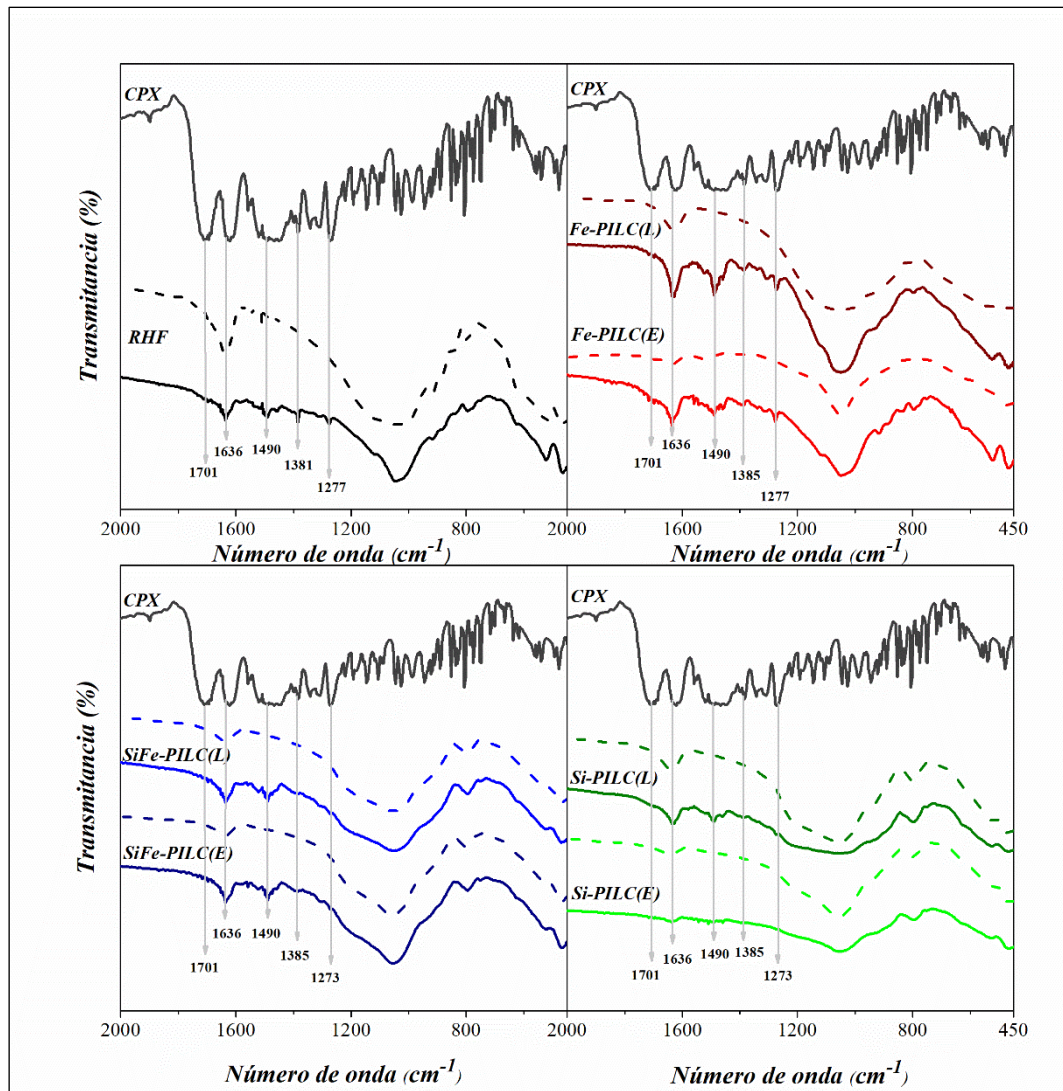 CPX
CPX
Transmitancia (%)
Fe-PILC(L)
RHF
Fe-PILC(E)
1701
1636
1490
1381
1277
1701
1636
1490
1385
1277
2000
1600
1200
800
2000
1600
1200
800
450
Número de onda (cm-1)
Número de onda (cm-1)
CPX
CPX
Transmitancia (%)
SiFe-PILC(L)
Si-PILC(L)
SiFe-PILC(E)
Si-PILC(E)
1701
1636
1490
1385
1273
1701
1636
1490
1385
1273
2000
1600
1200
800
2000
1600
1200
800
450
Número de onda (cm-1)
Número de onda (cm-1)